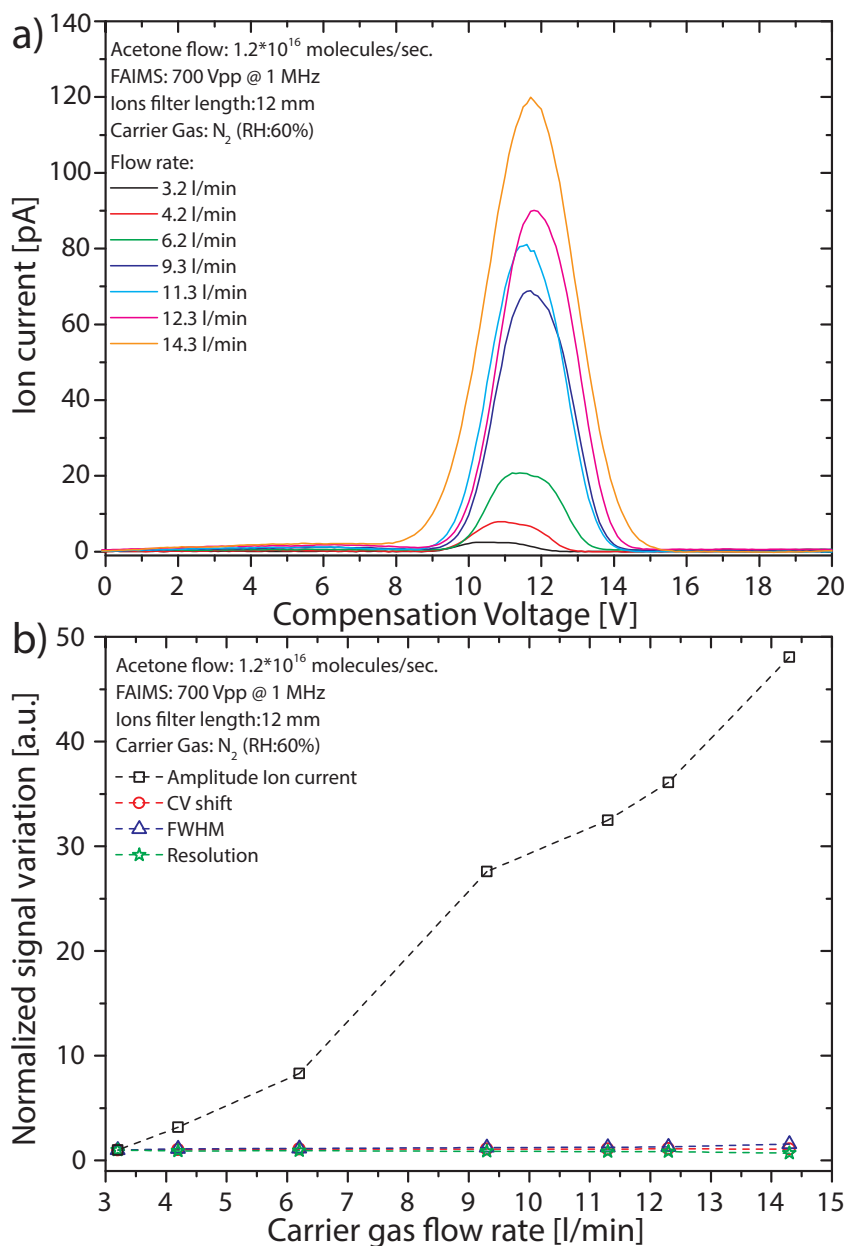 a)
Acetone flow: 1.2*10^16 molecules/sec.
FAIMS: 700 Vpp @ 1 MHz
Ions filter length:12 mm
Carrier Gas: N_2 (RH:60%)
Flow rate:
3.2 l/min
4.2 l/min
6.2 l/min
9.3 l/min
11.3 l/min
12.3 l/min
14.3 l/min
Ion current [pA]
140
120
100
80
60
40
20
0
0 2 4 6 8 10 12 14 16 18 20
Compensation Voltage [V]
b)
Acetone flow: 1.2*10^16 molecules/sec.
FAIMS: 700 Vpp @ 1 MHz
Ions filter length:12 mm
Carrier Gas: N_2 (RH:60%)
Amplitude Ion current
CV shift
FWHM
Resolution
Normalized signal variation [a.u.]
50
40
30
20
10
0
3 4 5 6 7 8 9 10 11 12 13 14 15
Carrier gas flow rate [l/min]